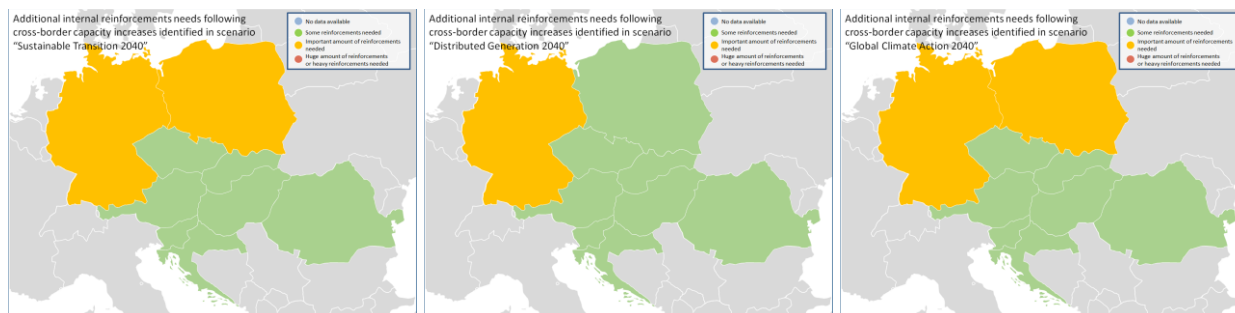 Additional internal reinforcements needs following
cross-border capacity increases identified in scenario
“Sustainable Transition 2040”
No data available
Some reinforcements needed
Important amount of reinforcements
needed
Huge amount of reinforcements
or heavy reinforcements needed
Additional internal reinforcements needs following
cross-border capacity increases identified in scenario
“Distributed Generation 2040”
No data available
Some reinforcements needed
Important amount of reinforcements
needed
Huge amount of reinforcements
or heavy reinforcements needed
Additional internal reinforcements needs following
cross-border capacity increases identified in scenario
“Global Climate Action 2040”
No data available
Some reinforcements needed
Important amount of reinforcements
needed
Huge amount of reinforcements
or heavy reinforcements needed